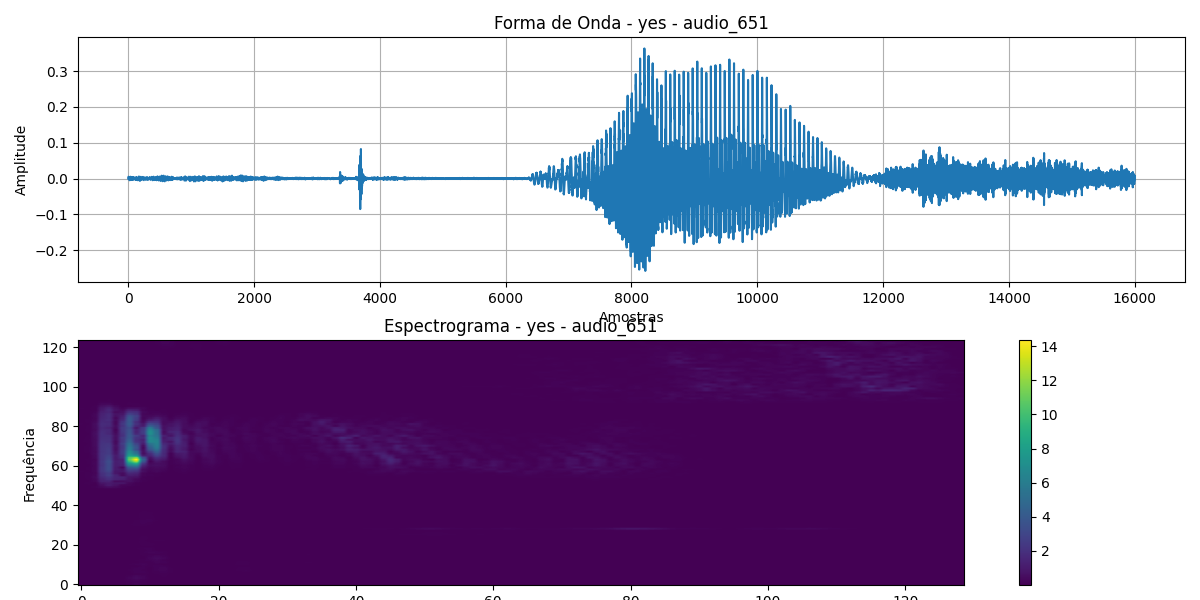 Forma de Onda - yes - audio_651
Amplitude
0.3
0.2
0.1
0.0
−0.1
−0.2
0 2000 4000 6000 8000 10000 12000 14000 16000
Amostras
Espectrograma - yes - audio_651
Frequência
120
100
80
60
40
20
0
0 20 40 60 80 100 120
14
12
10
8
6
4
2